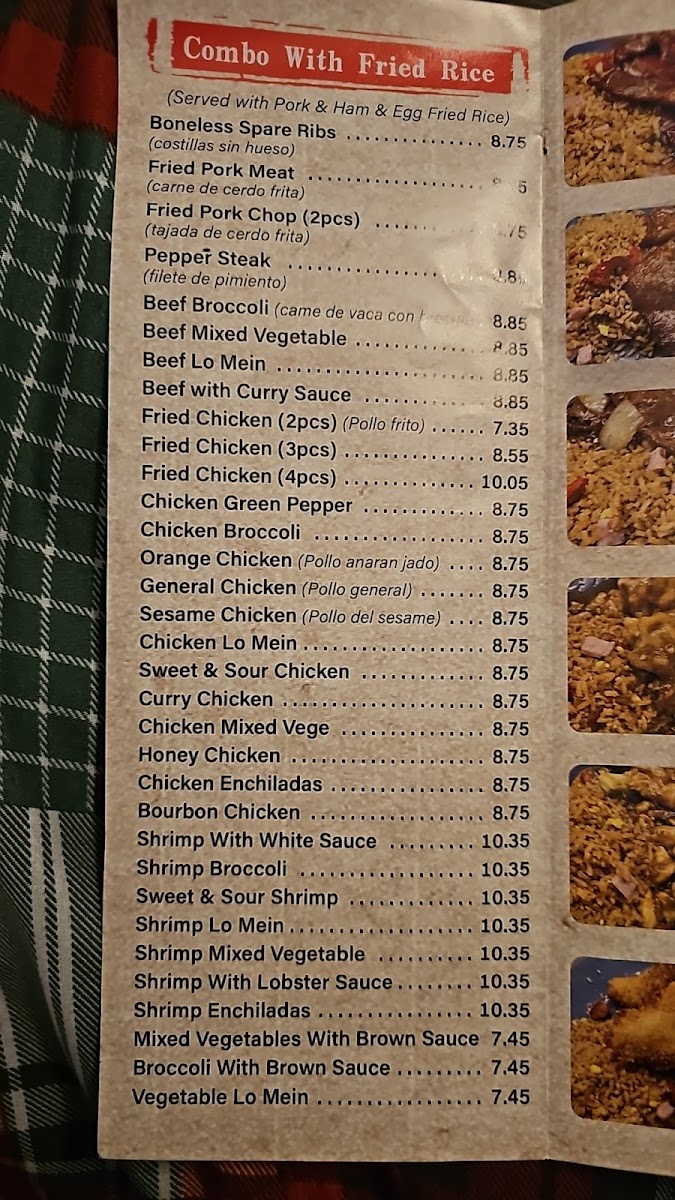 Combo With Fried Rice
(Served with Pork & Ham & Egg Fried Rice)
Boneless Spare Ribs ............... 8.75
(costillas sin hueso)
Fried Pork Meat ...................
(carne de cerdo frita)
Fried Pork Chop (2pcs) ...........
(tajada de cerdo frita)
Pepper Steak ......................
(filete de pimiento)
Beef Broccoli (came de vaca con 8.85
Beef Mixed Vegetable .............. 8.85
Beef Lo Mein ...................... 8.85
Beef with Curry Sauce ............. 8.85
Fried Chicken (2pcs) (Pollo frito) ...... 7.35
Fried Chicken (3pcs) ............... 8.55
Fried Chicken (4pcs) .............. 10.05
Chicken Green Pepper ............. 8.75
Chicken Broccoli .................. 8.75
Orange Chicken (Pollo anaran jado) .... 8.75
General Chicken (Pollo general) ....... 8.75
Sesame Chicken (Pollo del sesame) .... 8.75
Chicken Lo Mein................... 8.75
Sweet & Sour Chicken ............. 8.75
Curry Chicken ..................... 8.75
Chicken Mixed Vege ............... 8.75
Honey Chicken .................... 8.75
Chicken Enchiladas ................ 8.75
Bourbon Chicken .................. 8.75
Shrimp With White Sauce ......... 10.35
Shrimp Broccoli .................. 10.35
Sweet & Sour Shrimp ............. 10.35
Shrimp Lo Mein................... 10.35
Shrimp Mixed Vegetable .......... 10.35
Shrimp With Lobster Sauce........ 10.35
Shrimp Enchiladas ................ 10.35
Mixed Vegetables With Brown Sauce 7.45
Broccoli With Brown Sauce ......... 7.45
Vegetable Lo Mein ................. 7.45